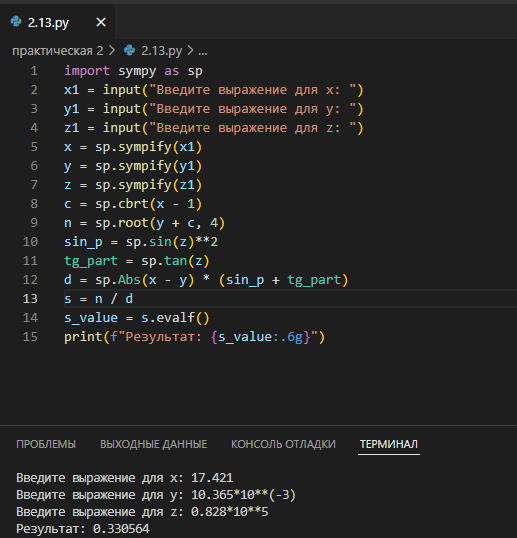 2.13.py
практическая 2 > 2.13.py > ...
1 import sympy as sp
2 x1 = input("Введите выражение для x: ")
3 y1 = input("Введите выражение для y: ")
4 z1 = input("Введите выражение для z: ")
5 x = sp.sympify(x1)
6 y = sp.sympify(y1)
7 z = sp.sympify(z1)
8 c = sp.cbrt(x - 1)
9 n = sp.root(y + c, 4)
10 sin_p = sp.sin(z)**2
11 tg_part = sp.tan(z)
12 d = sp.Abs(x - y) * (sin_p + tg_part)
13 s = n / d
14 s_value = s.evalf()
15 print(f"Результат: {s_value:.6g}")
ПРОБЛЕМЫ ВЫХОДНЫЕ ДАННЫЕ КОНСОЛЬ ОТЛАДКИ ТЕРМИНАЛ
Введите выражение для x: 17.421
Введите выражение для y: 10.365*10**(-3)
Введите выражение для z: 0.828*10**5
Результат: 0.330564